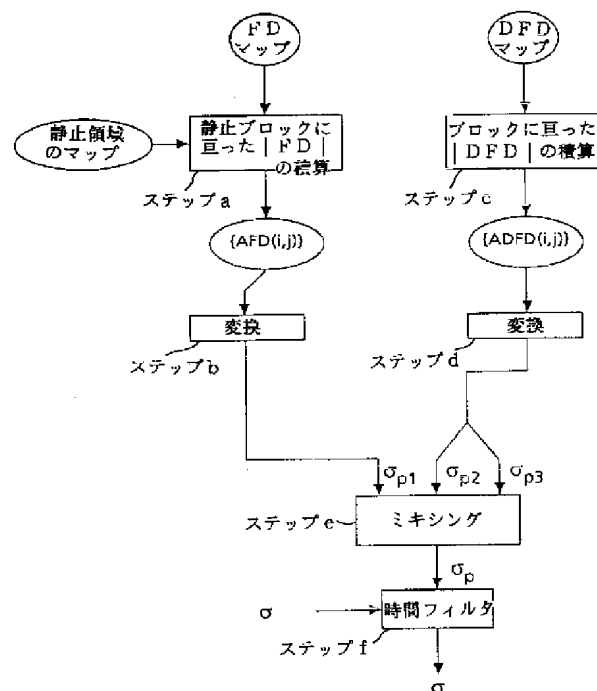 FD
マップ
DFD
マップ
静止領域
のマップ
静止ブロックに
亘った|FD|
の積算
ブロックに亘った
|DFD|の積算
ステップa
ステップc
{AFD(i,j)}
{ADFD(i,j)}
変換
変換
ステップb
ステップd
σp1
σp2
σp3
ステップe
ミキシング
σp
σ
時間フィルタ
ステップf
σ